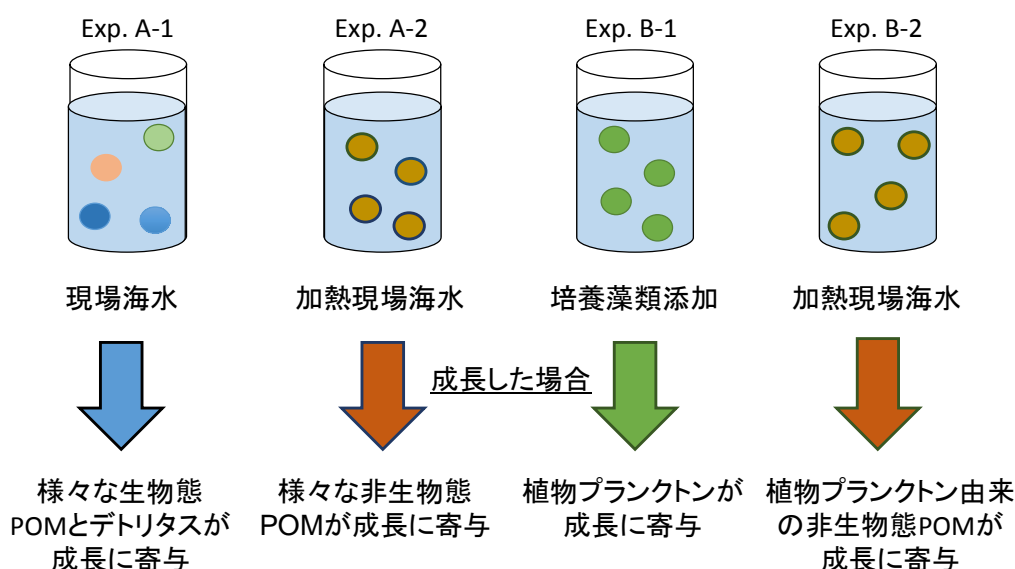 Exp. A-1
Exp. A-2
Exp. B-1
Exp. B-2
現場海水
加熱現場海水
培養藻類添加
加熱現場海水
成長した場合
様々な生物態
POMとデトリタスが
成長に寄与
様々な非生物態
POMが成長に寄与
植物プランクトンが
成長に寄与
植物プランクトン由来
の非生物態POMが
成長に寄与